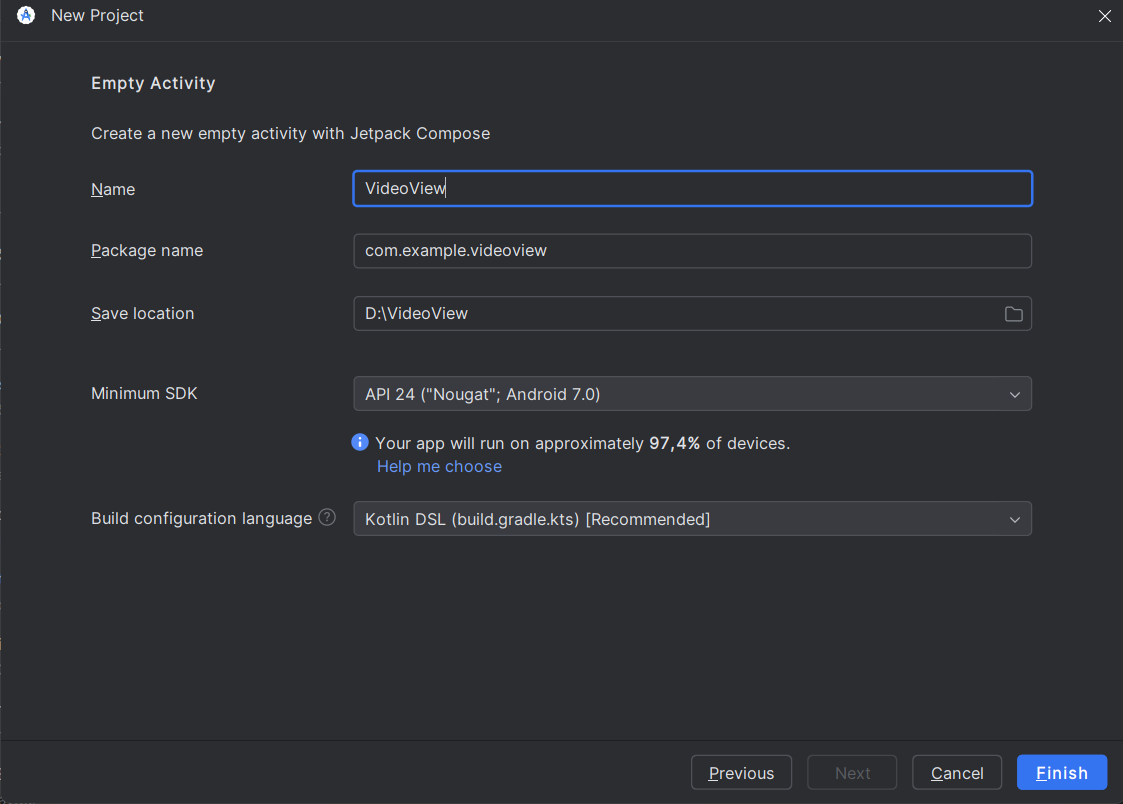 New Project
Empty Activity
Create a new empty activity with Jetpack Compose
Name
VideoView
Package name
com.example.videoview
Save location
D:\VideoView
Minimum SDK
API 24 ("Nougat"; Android 7.0)
Your app will run on approximately 97,4% of devices.
Help me choose
Build configuration language
Kotlin DSL (build.gradle.kts) [Recommended]
Previous
Next
Cancel
Finish